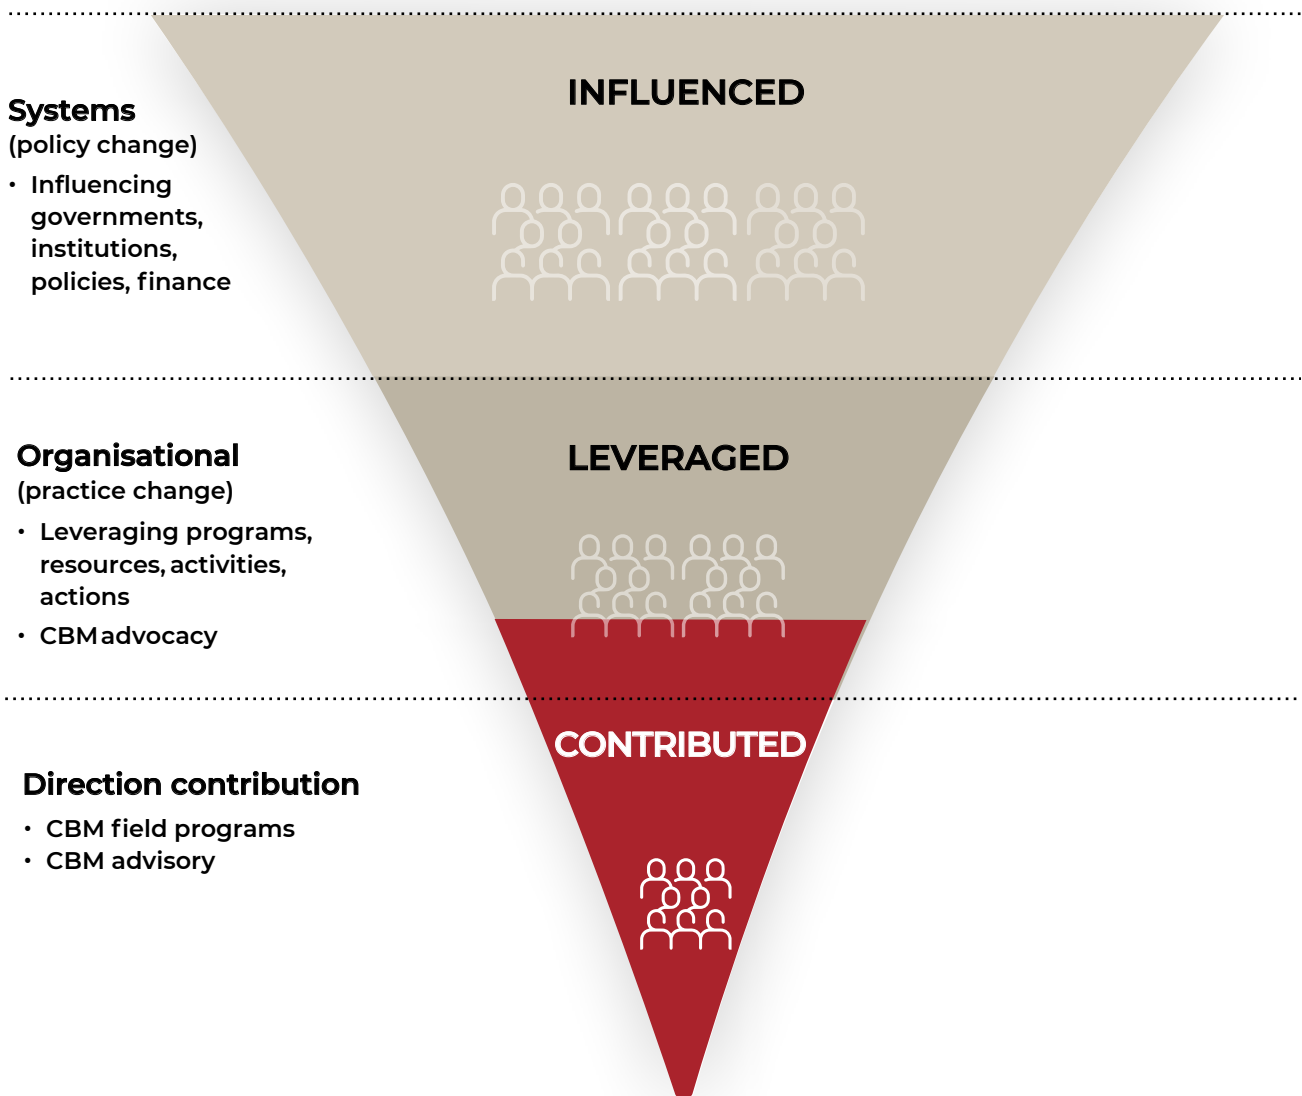 INFLUENCED
Systems
(policy change)
• Influencing
governments,
institutions,
policies, finance
LEVERAGED
Organisational
(practice change)
• Leveraging programs,
resources, activities,
actions
• CBM advocacy
CONTRIBUTED
Direction contribution
• CBM field programs
• CBM advisory